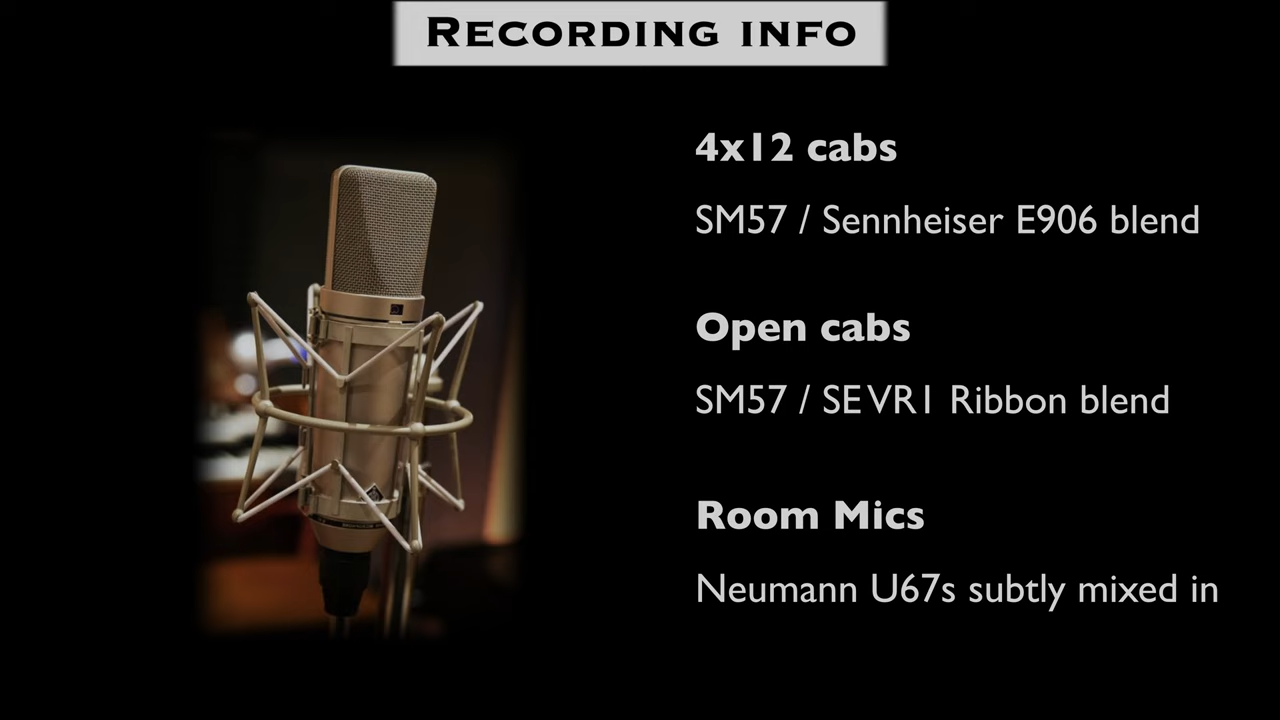 RECORDING INFO
4x12 cabs
SM57 / Sennheiser E906 blend
Open cabs
SM57 / SE VR1 Ribbon blend
Room Mics
Neumann U67s subtly mixed in